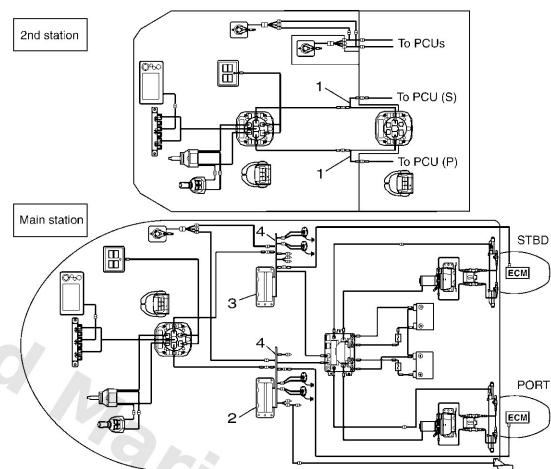 2nd station
To PCUs
1
To PCU (S)
1
To PCU (P)
Main station
4
STBD
ECM
3
4
PORT
2
ECM